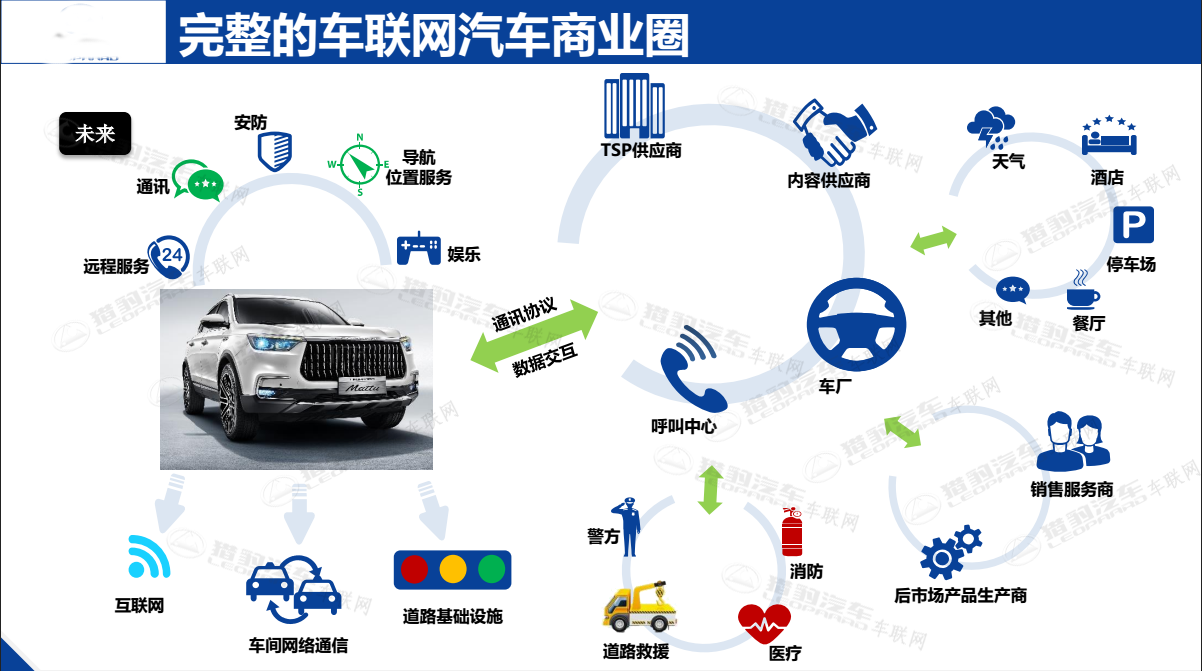 完整的车联网汽车商业圈
未来
安防
通讯
导航
位置服务
N
W
E
S
远程服务
24
娱乐
TSP供应商
内容供应商
天气
酒店
P
停车场
其他
餐厅
通讯协议
数据交互
车厂
呼叫中心
Mattu
销售服务商
后市场产品生产商
警方
消防
道路救援
医疗
互联网
车间网络通信
道路基础设施
猎豹汽车
LEOPAARD
车联网